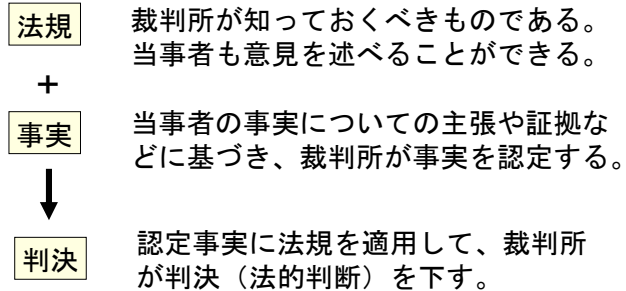 法規
裁判所が知っておくべきものである。
当事者も意見を述べることができる。
+
事実
当事者の事実についての主張や証拠な
どに基づき、裁判所が事実を認定する。
判決
認定事実に法規を適用して、裁判所
が判決（法的判断）を下す。